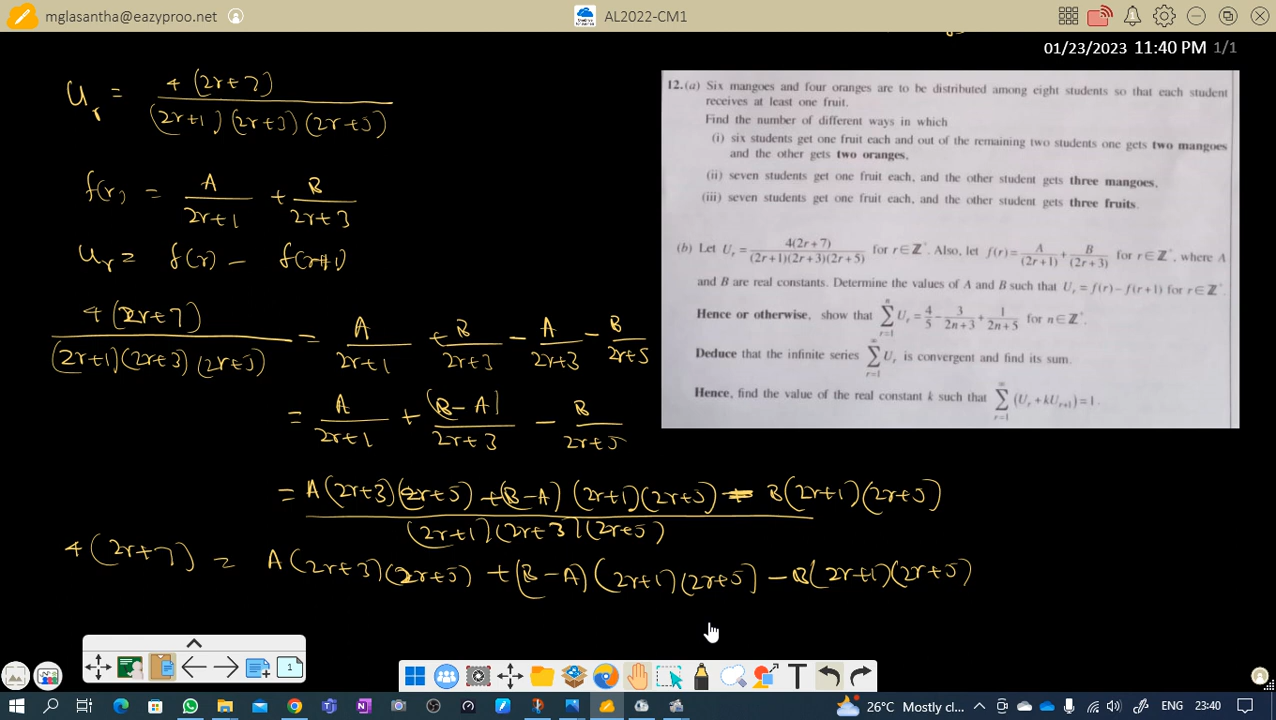 mglasantha@eazyproo.net
AL2022-CM1
01/23/2023 11:40 PM 1/1
U_r = 4(2r+7) / (2r+1)(2r+3)(2r+5)
f(r) = A/(2r+1) + B/(2r+3)
U_r = f(r) - f(r+1)
4(2r+7) / (2r+1)(2r+3)(2r+5) = A/(2r+1) + B/(2r+3) - A/(2r+3) - B/(2r+5)
= A/(2r+1) + (B-A)/(2r+3) - B/(2r+5)
= A(2r+3)(2r+5) + (B-A)(2r+1)(2r+5) - B(2r+1)(2r+5) / (2r+1)(2r+3)(2r+5)
4(2r+7) = A(2r+3)(2r+5) + (B-A)(2r+1)(2r+5) - B(2r+1)(2r+5)
12.(a) Six mangoes and four oranges are to be distributed among eight students so that each student
receives at least one fruit.
Find the number of different ways in which
(i) six students get one fruit each and out of the remaining two students one gets two mangoes
and the other gets two oranges,
(ii) seven students get one fruit each, and the other student gets three mangoes,
(iii) seven students get one fruit each, and the other student gets three fruits.
(b) Let U_r = 4(2r+7) / (2r+1)(2r+3)(2r+5) for r∈ℤ⁺. Also, let f(r) = A/(2r+1) + B/(2r+3) for r∈ℤ⁺, where A
and B are real constants. Determine the values of A and B such that U_r = f(r) – f(r+1) for r∈ℤ⁺.
Hence or otherwise, show that Σ_{r=1}^{n} U_r = 4/5 – 3/(2n+3) + 1/(2n+5) for n∈ℤ⁺.
Deduce that the infinite series Σ_{r=1}^{∞} U_r is convergent and find its sum.
Hence, find the value of the real constant k such that Σ_{r=1}^{∞} (U_r + kU_{r+1}) = 1.
1
T
26°C Mostly cl...
ENG 23:40